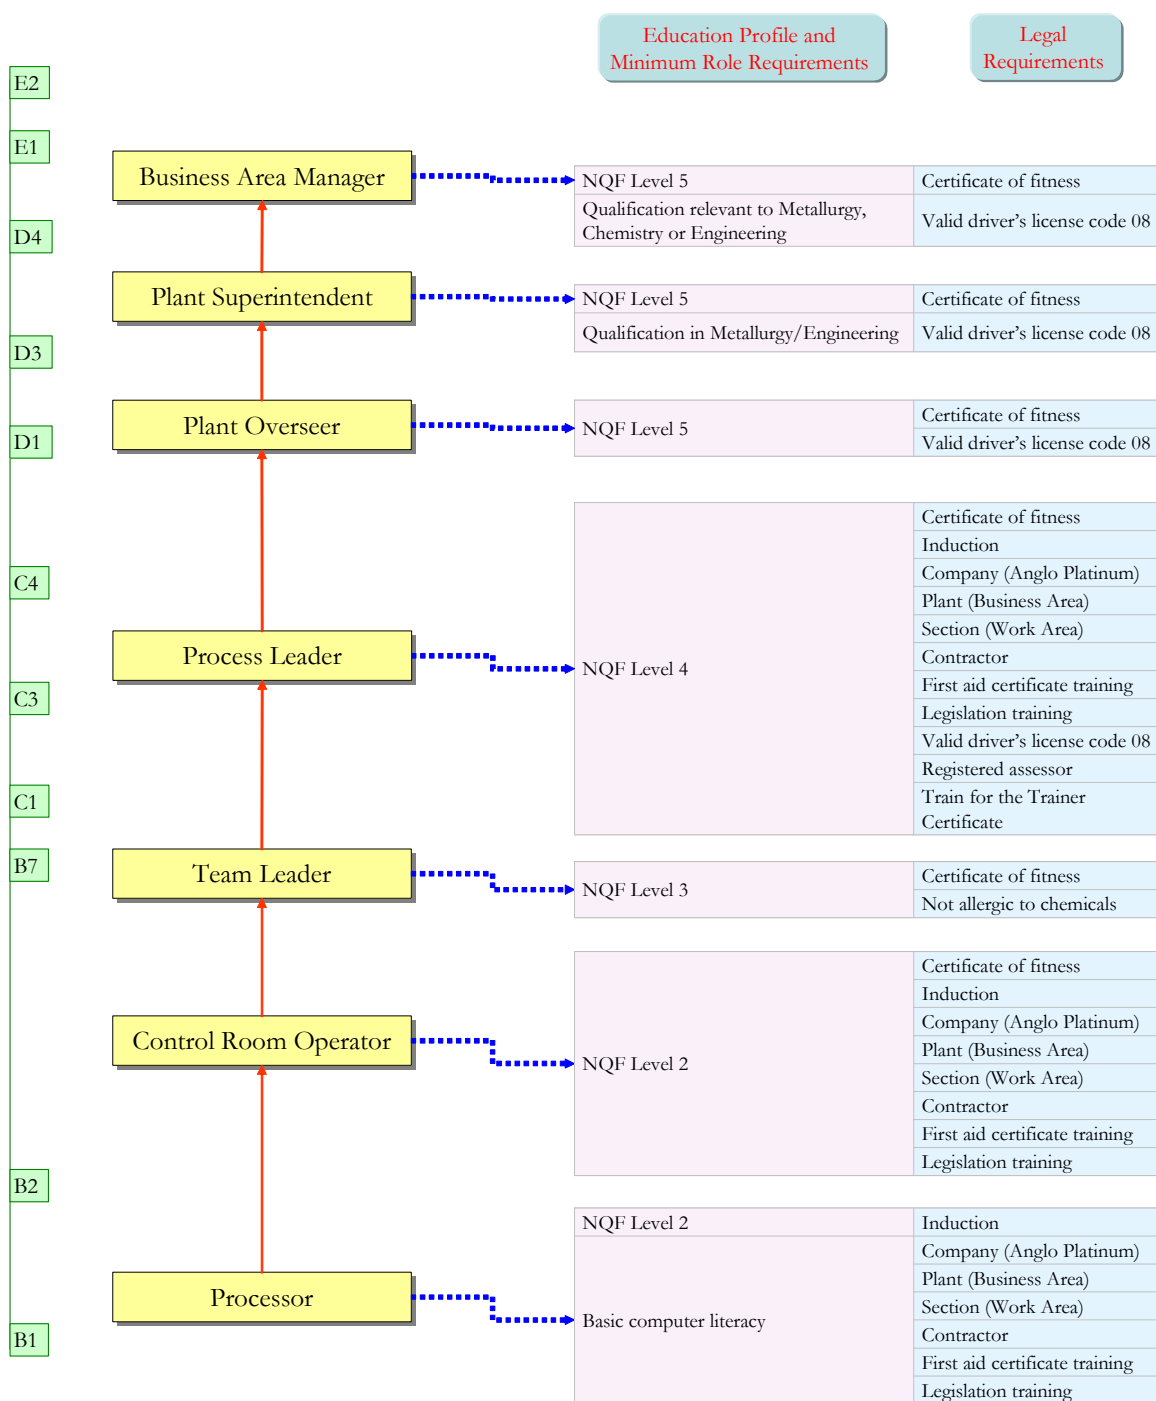 Education Profile and
Minimum Role Requirements
Legal
Requirements
E2
E1
Business Area Manager
NQF Level 5
Certificate of fitness
Qualification relevant to Metallurgy,
Chemistry or Engineering
Valid driver's license code 08
D4
Plant Superintendent
NQF Level 5
Certificate of fitness
Qualification in Metallurgy/Engineering
Valid driver's license code 08
D3
Plant Overseer
NQF Level 5
Certificate of fitness
Valid driver's license code 08
D1
C4
Process Leader
NQF Level 4
Certificate of fitness
Induction
Company (Anglo Platinum)
Plant (Business Area)
Section (Work Area)
Contractor
First aid certificate training
Legislation training
Valid driver's license code 08
Registered assessor
Train for the Trainer
Certificate
C3
C1
B7
Team Leader
NQF Level 3
Certificate of fitness
Not allergic to chemicals
Control Room Operator
NQF Level 2
Certificate of fitness
Induction
Company (Anglo Platinum)
Plant (Business Area)
Section (Work Area)
Contractor
First aid certificate training
Legislation training
B2
Processor
NQF Level 2
Basic computer literacy
Induction
Company (Anglo Platinum)
Plant (Business Area)
Section (Work Area)
Contractor
First aid certificate training
Legislation training
B1